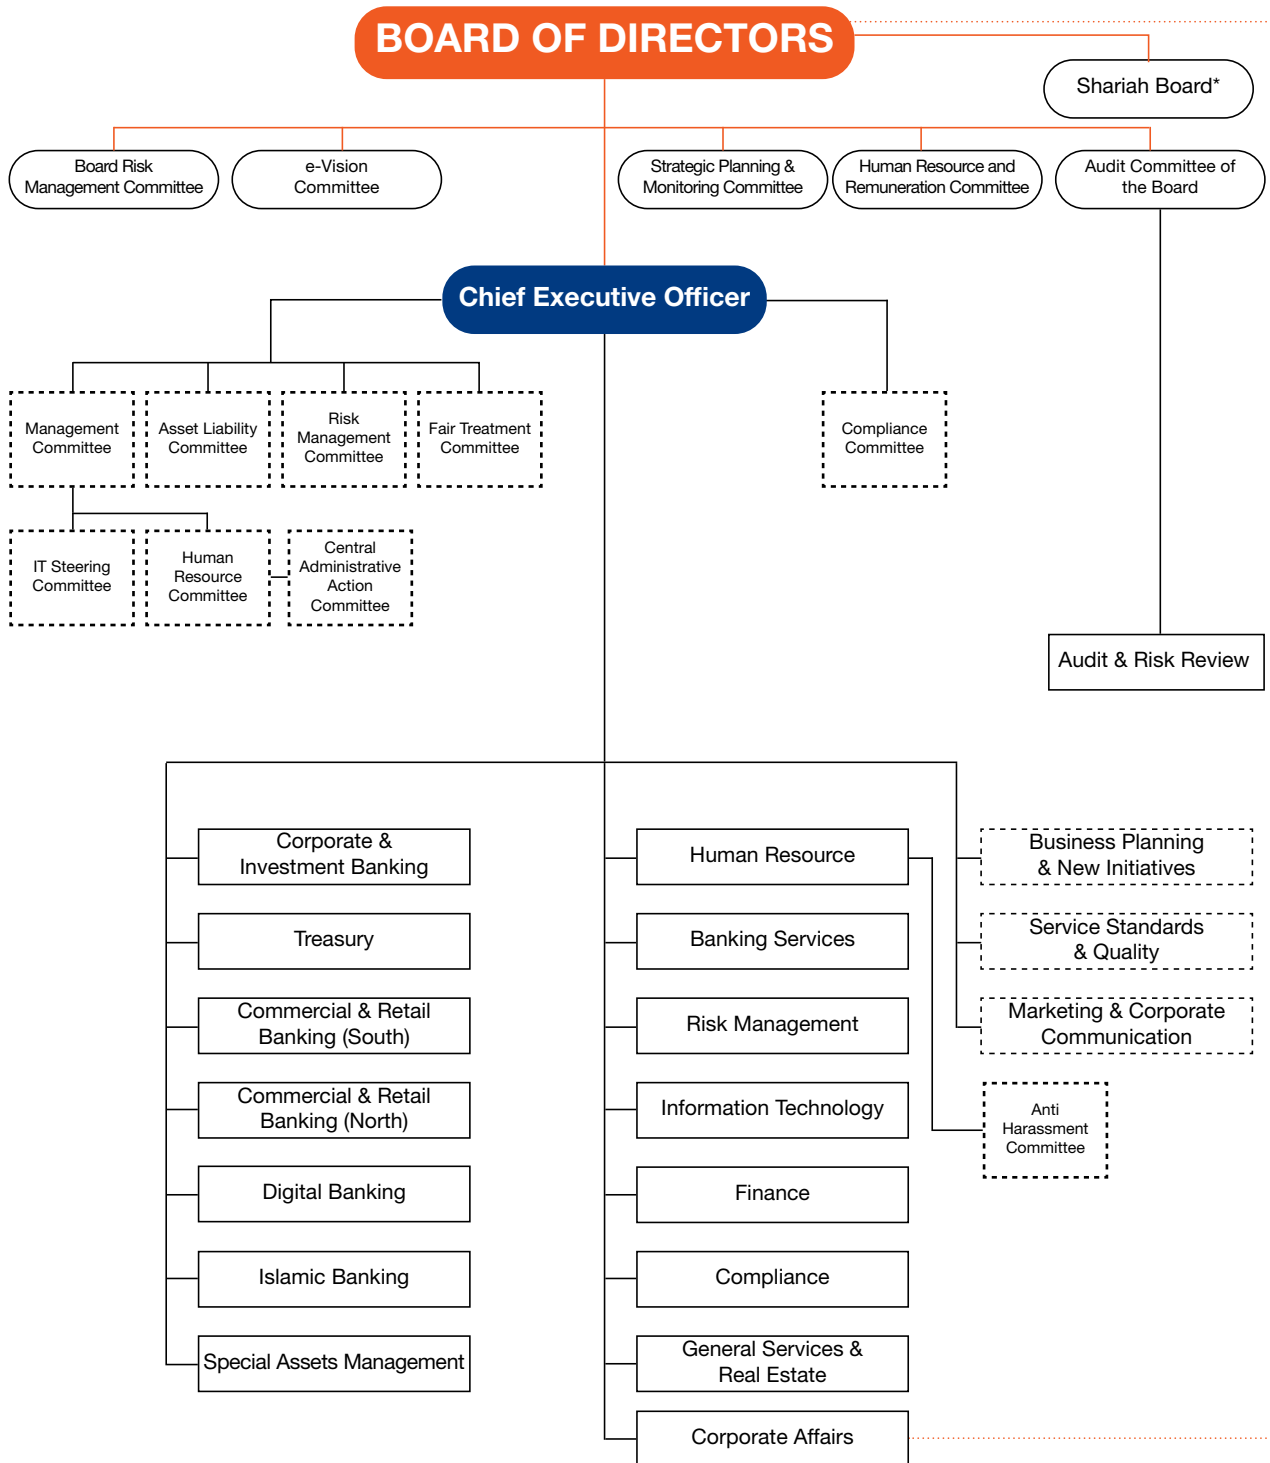 BOARD OF DIRECTORS
Shariah Board*
Board Risk
Management Committee
e-Vision
Committee
Strategic Planning &
Monitoring Committee
Human Resource and
Remuneration Committee
Audit Committee of
the Board
Chief Executive Officer
Management
Committee
Asset Liability
Committee
Risk
Management
Committee
Fair Treatment
Committee
Compliance
Committee
IT Steering
Committee
Human
Resource
Committee
Central
Administrative
Action
Committee
Audit & Risk Review
Corporate &
Investment Banking
Treasury
Commercial & Retail
Banking (South)
Commercial & Retail
Banking (North)
Digital Banking
Islamic Banking
Special Assets Management
Human Resource
Banking Services
Risk Management
Information Technology
Finance
Compliance
General Services &
Real Estate
Corporate Affairs
Business Planning
& New Initiatives
Service Standards
& Quality
Marketing & Corporate
Communication
Anti
Harassment
Committee